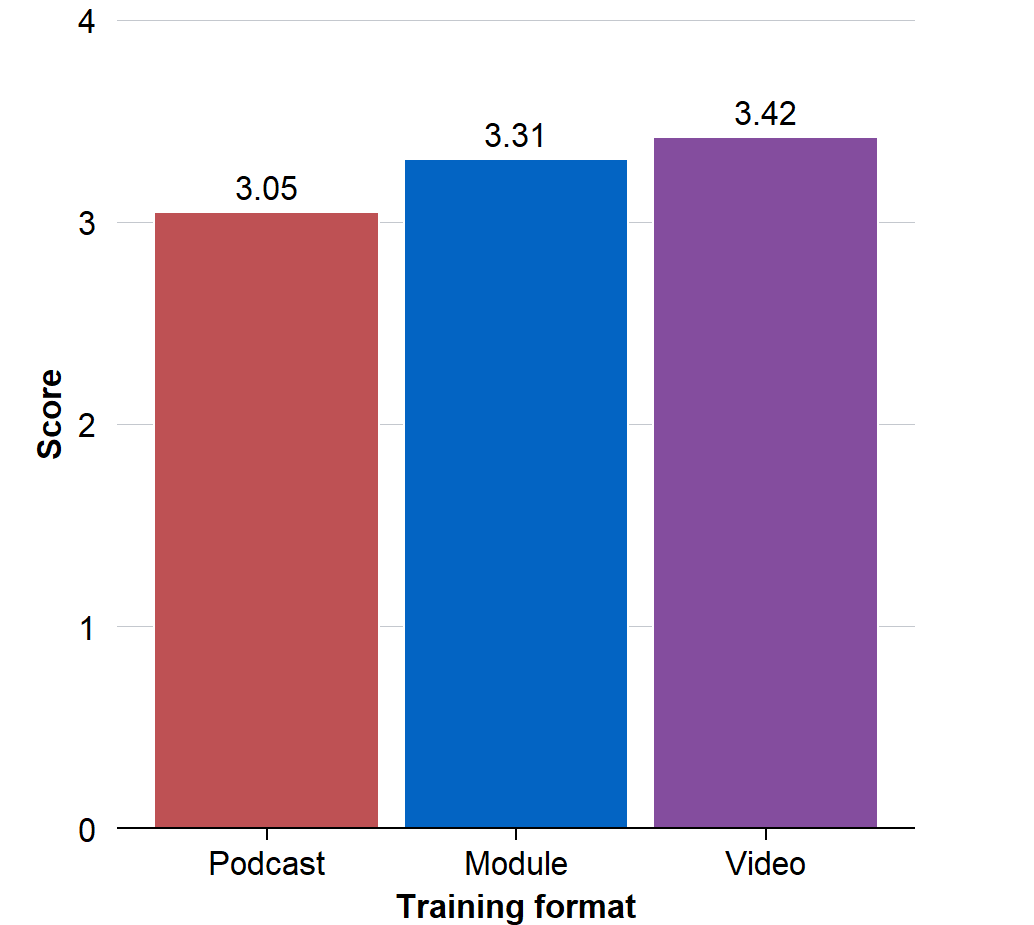 4
3.42
3.31
3.05
3
Score
2
1
0
Podcast Module Video
Training format